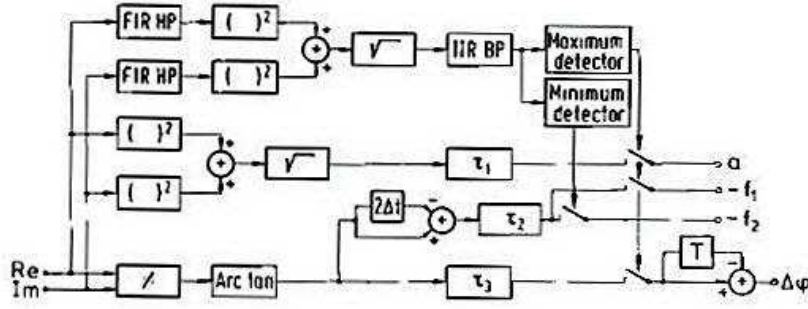 FIR HP
( )²
+
+
+
√
IIR BP
Maximum detector
FIR HP
( )²
Minimum detector
( )²
+
+
+
√
τ₁
a
( )²
2Δt
−
+
+
τ₂
− f₁
− f₂
Re
Im
⁒
Arc tan
τ₃
T
−
+
+
Δφ